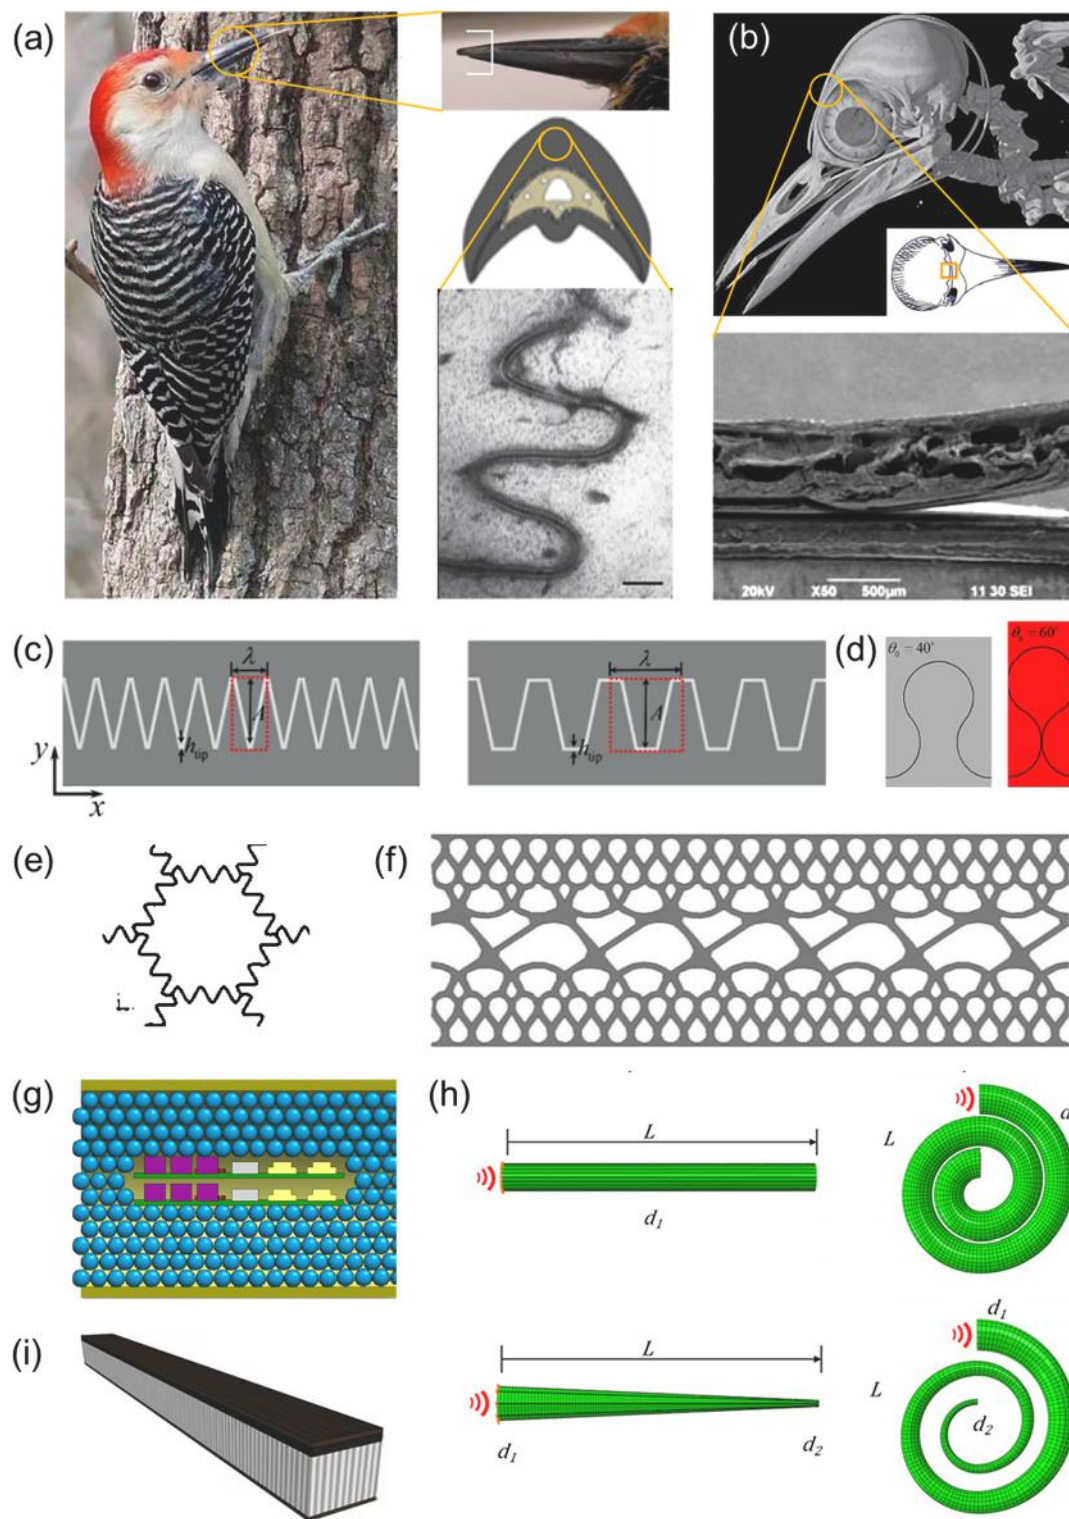 (a)
(b)
20kV X50 500µm 11 30 SEI
(c)
λ
A
h_tip
y
x
λ
A
h_tip
(d)
θ₀ = 40°
θ₀ = 60°
(e)
(f)
(g)
(h)
L
d₁
L
d
(i)
L
d₁
d₂
L
d₁
d₂